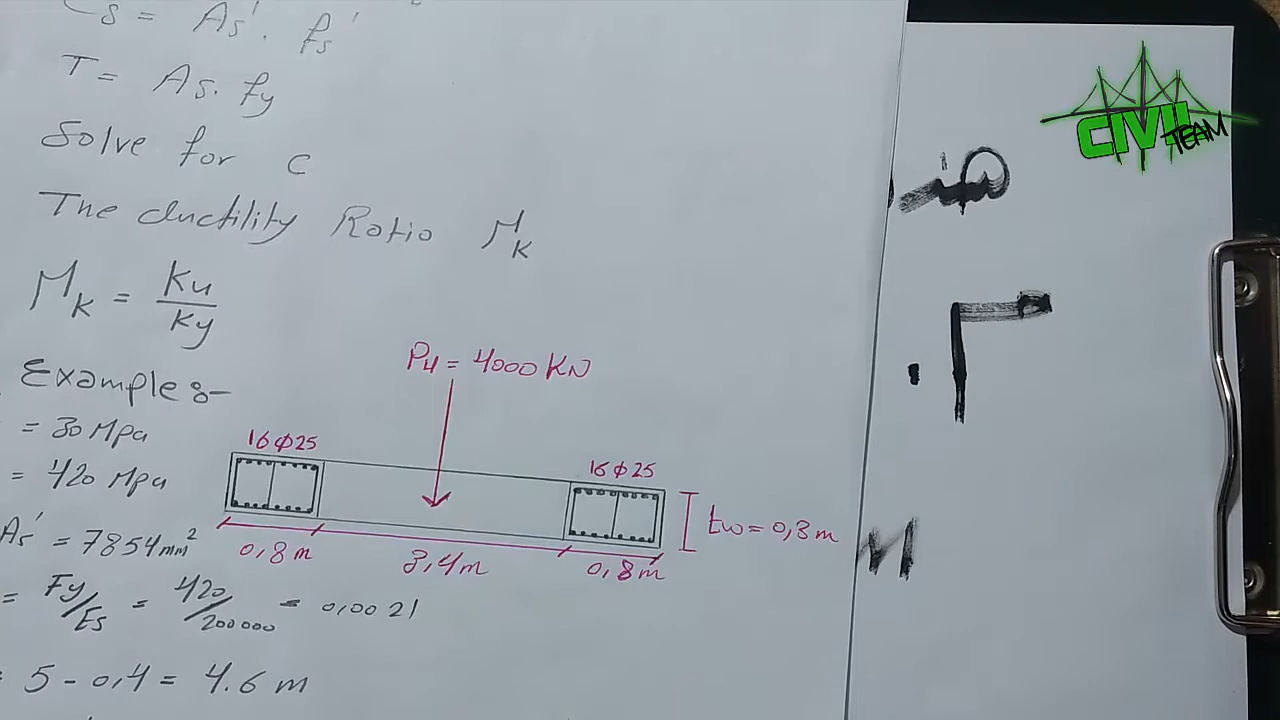 Cs = As'. fs'
T = As. fy
Solve for c
The ductility Ratio μK
μK = Ku / Ky
Example :-
= 30 Mpa
= 420 Mpa
As' = 7854 mm²
= Fy/Es = 420/200000 = 0,0021
= 5 - 0,4 = 4.6 m
Pu = 4000 KN
16φ25
16φ25
tw = 0,3 m
0,8 m
3,4 m
0,8 m
CIVIL TEAM